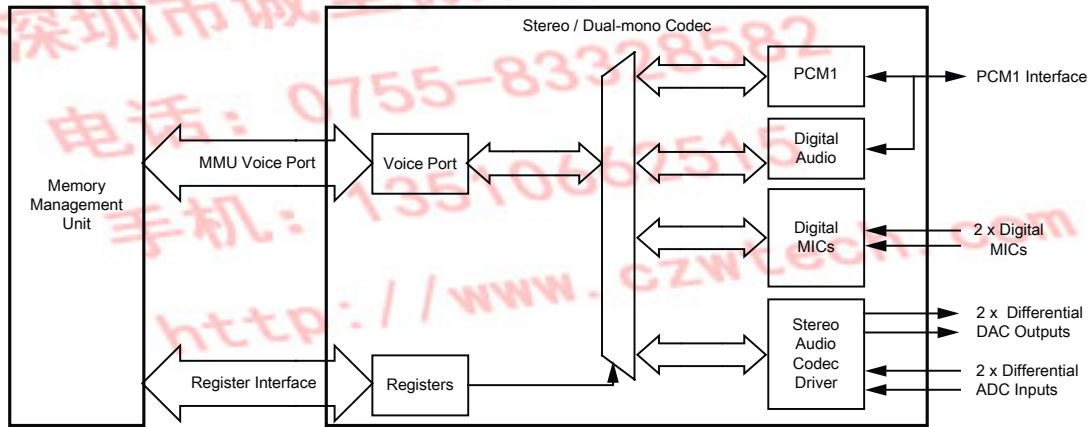 深圳市诚
电话：0755-83328582
手机：13510662515
http://www.czwtech.com
Stereo / Dual-mono Codec
PCM1
PCM1 Interface
Digital
Audio
MMU Voice Port
Voice Port
Memory
Management
Unit
Digital
MICs
2 x Digital
MICs
Stereo
Audio
Codec
Driver
2 x Differential
DAC Outputs
2 x Differential
ADC Inputs
Register Interface
Registers